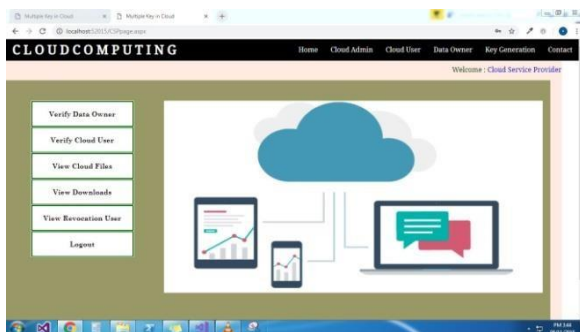 Multiple Key in Cloud
Multiple Key in Cloud
localhost:52015/CSPpage.aspx
CLOUDCOMPUTING
Home Cloud Admin Cloud User Data Owner Key Generation Contact
Welcome : Cloud Service Provider
Verify Data Owner
Verify Cloud User
View Cloud Files
View Downloads
View Revocation User
Logout